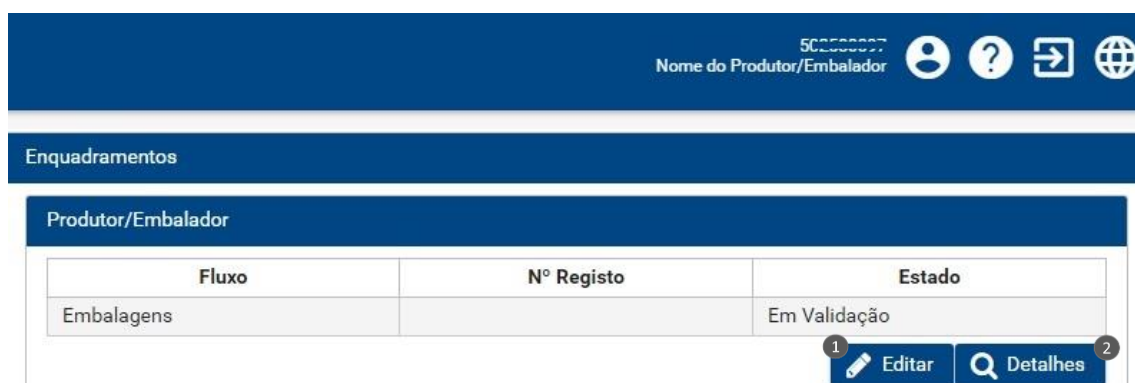 Nome do Produtor/Embalador
Enquadramentos
Produtor/Embalador
Fluxo Nº Registo Estado
Embalagens Em Validação
1 Editar 2 Detalhes